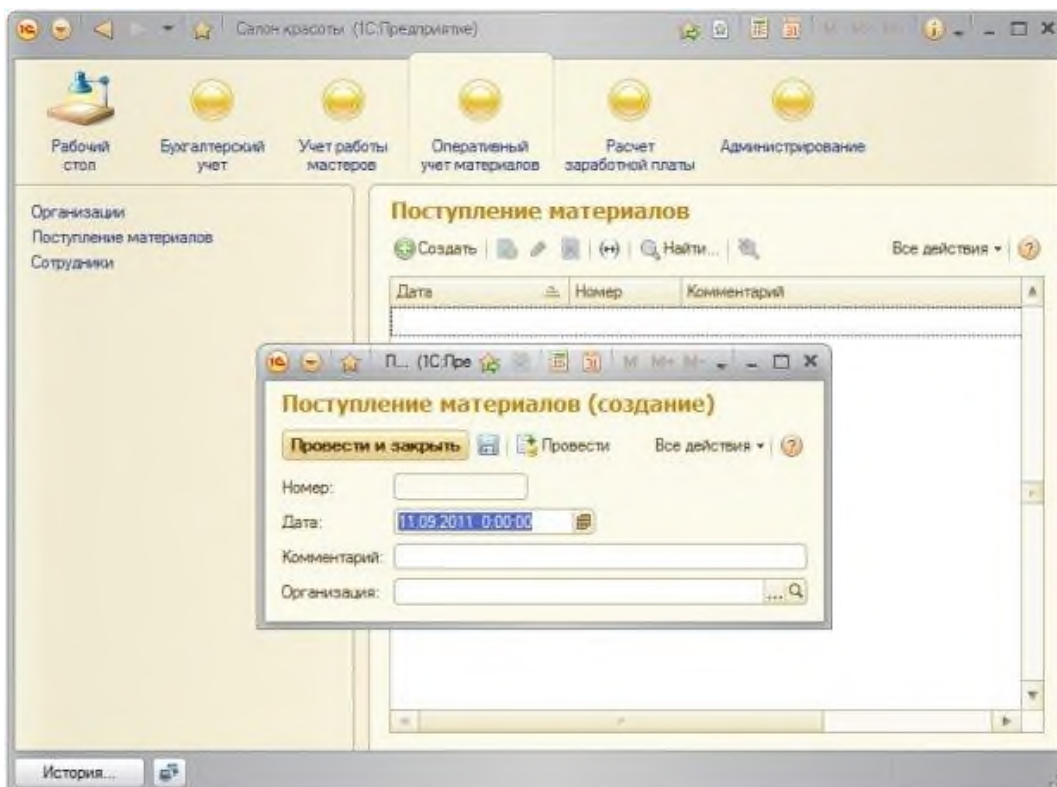 Салон красоты (1С:Предприятие)
Рабочий стол
Бухгалтерский учет
Учет работы мастеров
Оперативный учет материалов
Расчет заработной платы
Администрирование
Организации
Поступление материалов
Сотрудники
Поступление материалов
Создать
Найти...
Все действия
Дата
Номер
Комментарий
П... (1С:Пре
M M+ M-
Поступление материалов (создание)
Провести и закрыть
Провести
Все действия
Номер:
Дата:
11.09.2011 0:00:00
Комментарий:
Организация:
...
История...